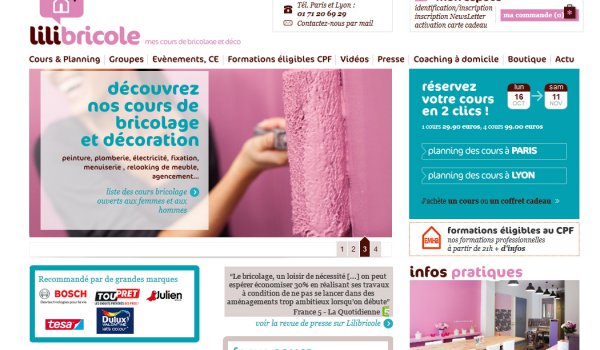 mon espace
Tél. Paris et Lyon :
01 71 20 69 29
Contactez-nous par mail
identification/inscription
inscription NewsLetter
activation carte cadeau
ma commande (0)
lilibricole
mes cours de bricolage et déco
Cours & Planning Groupes Evènements, CE Formations éligibles CPF Vidéos Presse Coaching à domicile Boutique Actu
découvrez
nos cours de
bricolage
et décoration
peinture, plomberie, électricité, fixation,
menuiserie , relooking de meuble,
agencement...
liste des cours bricolage
ouverts aux femmes et aux
hommes
1 2 3 4
réservez
votre cours
en 2 clics !
lun 16 OCT
sam 11 NOV
1 cours 29.90 euros, 4 cours 99.00 euros
planning des cours à PARIS
planning des cours à LYON
J'achète un cours ou un coffret cadeau »
EMHB
formations éligibles au CPF
nos formations professionnelles
à partir de 21h + d'infos
Recommandé par de grandes marques
BOSCH
TOUPRET
Julien
tesa
Dulux
VALENTINE
"Le bricolage, un loisir de nécessité [...] on peut
espérer économiser 30% en réalisant ses travaux
à condition de ne pas se lancer dans des
aménagements trop ambitieux lorsqu'on débute"
France 5 - La Quotidienne 5
voir la revue de presse sur Lilibricole
infos pratiques